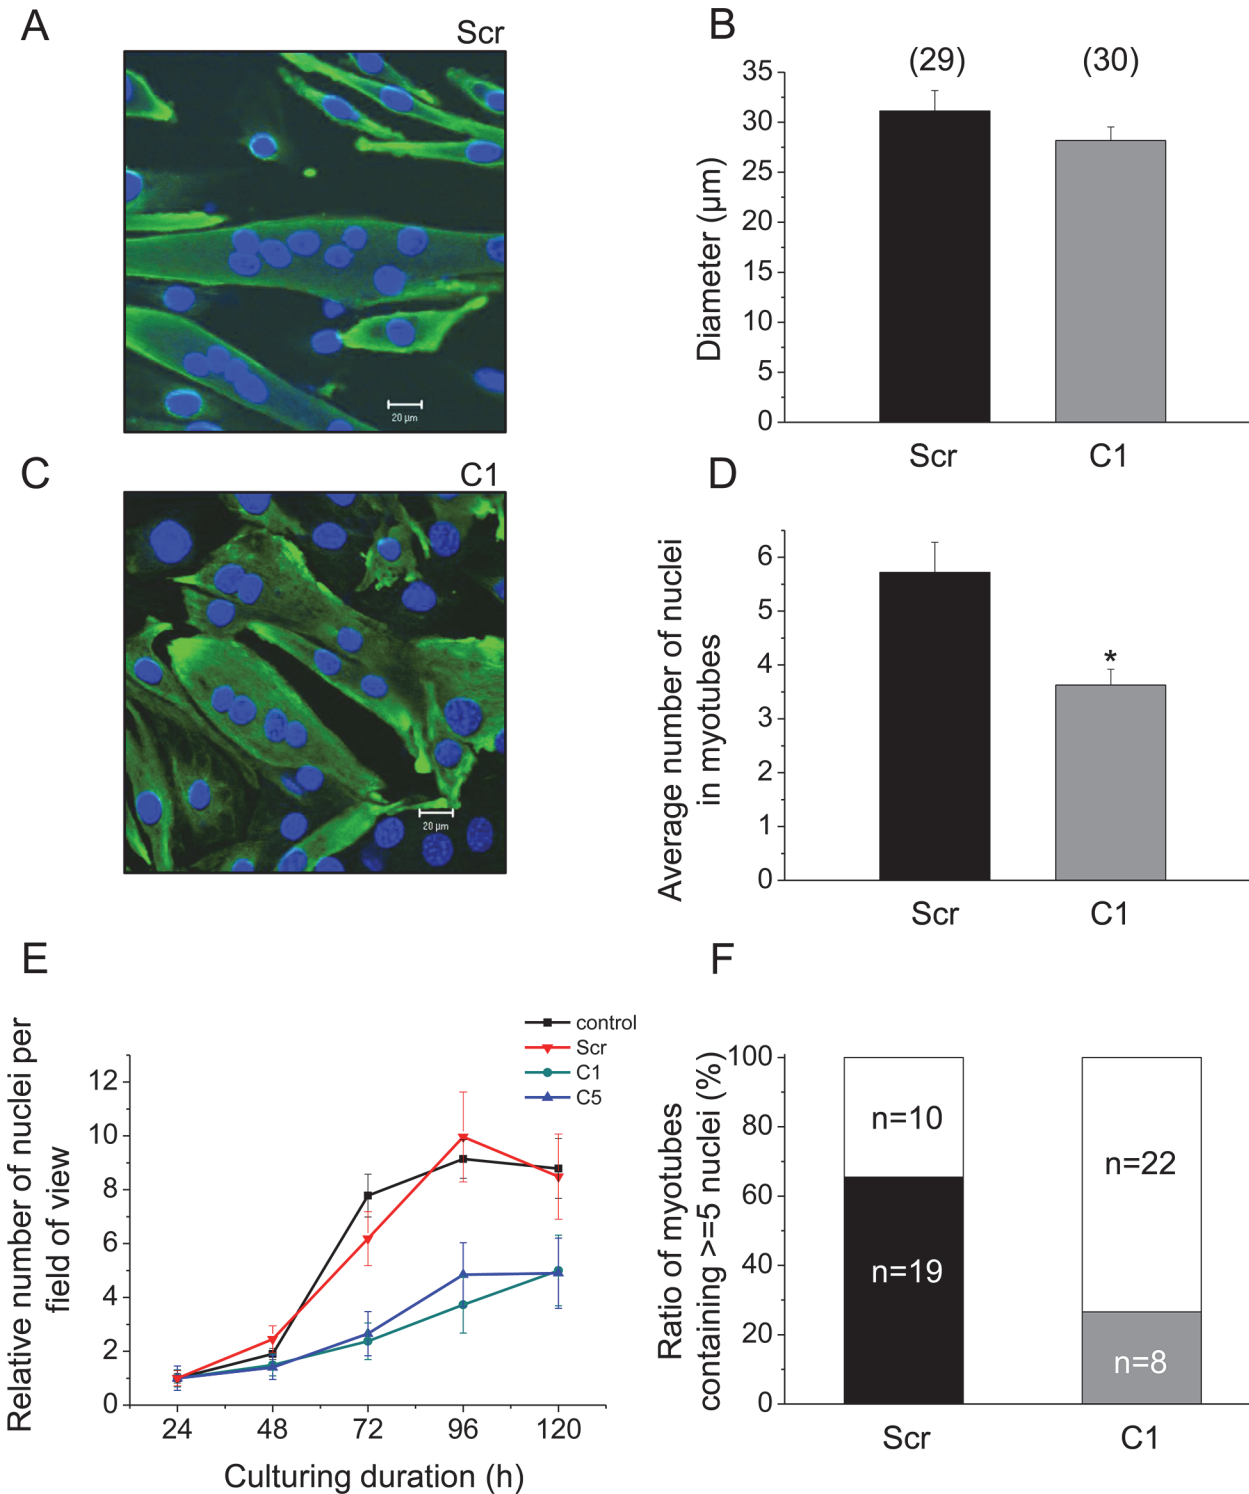 A
Scr
20 µm
B
(29)
(30)
35
30
25
20
15
10
5
0
Diameter (µm)
Scr
C1
C
C1
20 µm
D
6
5
4
3
2
1
0
Average number of nuclei
in myotubes
*
Scr
C1
E
control
Scr
C1
C5
12
10
8
6
4
2
0
Relative number of nuclei per
field of view
24 48 72 96 120
Culturing duration (h)
F
100
80
60
40
20
0
Ratio of myotubes
containing >=5 nuclei (%)
n=10
n=19
n=22
n=8
Scr
C1